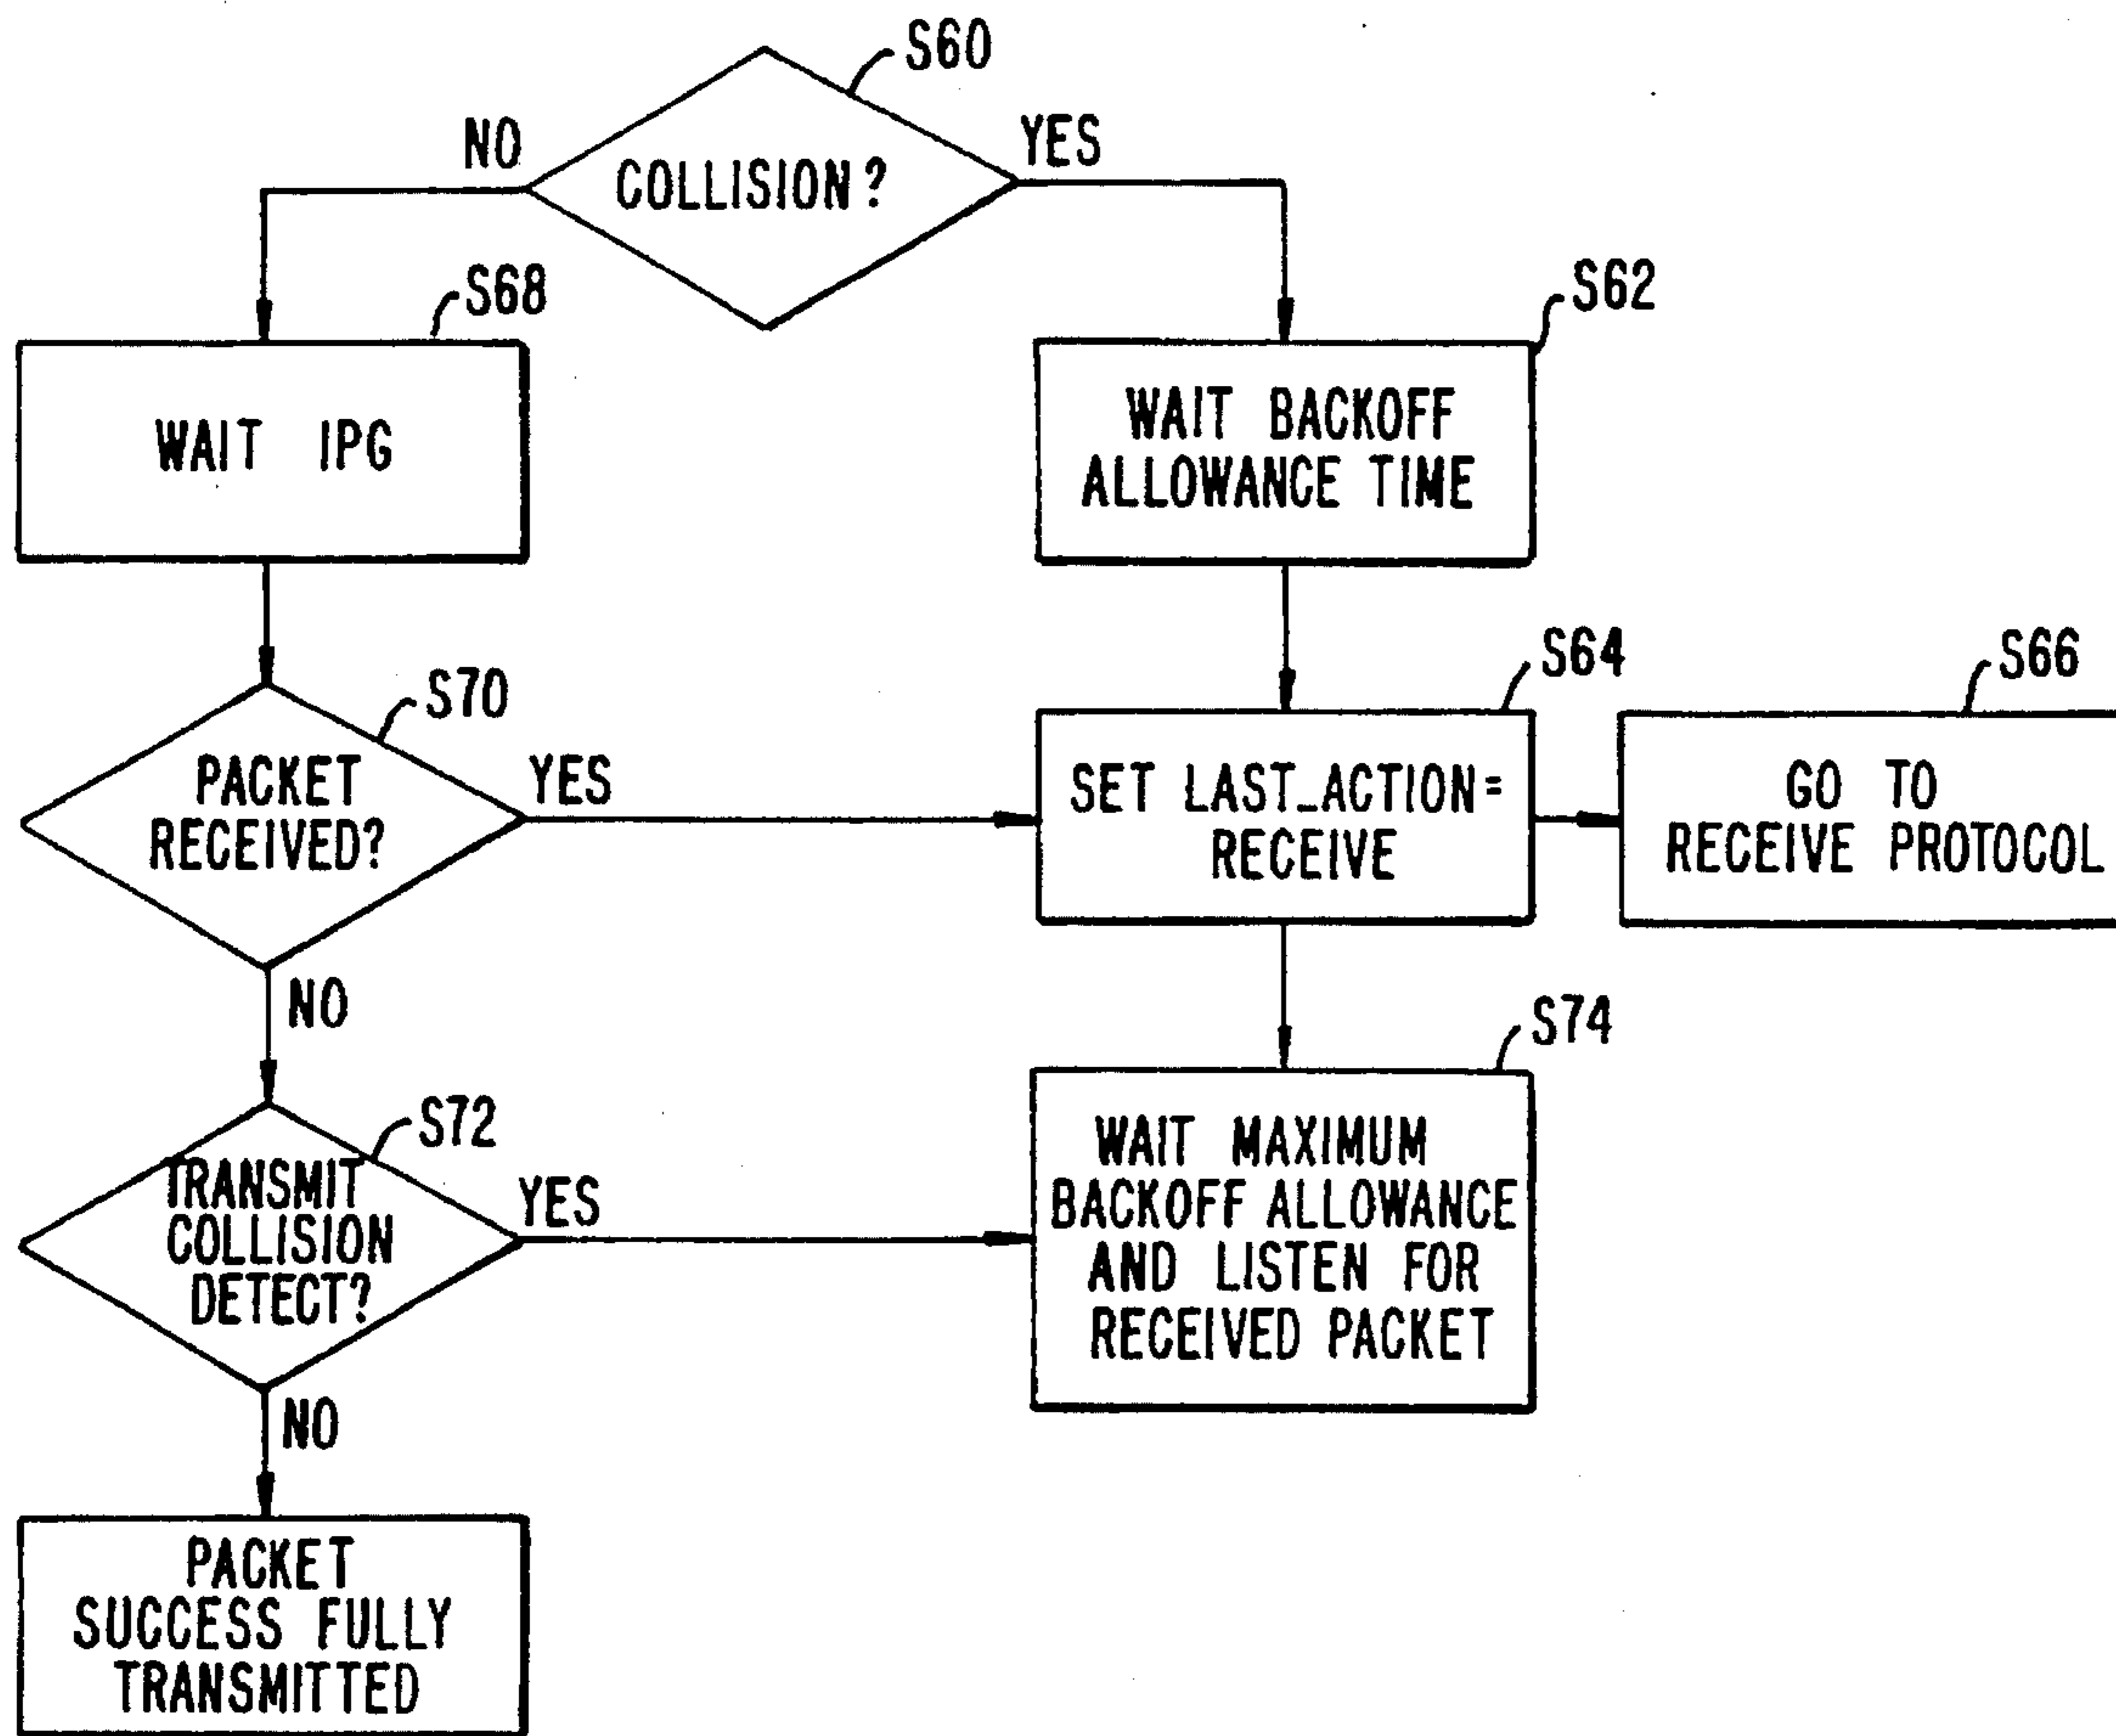 S60
NO
YES
COLLISION?
S68
S62
WAIT IPG
WAIT BACKOFF
ALLOWANCE TIME
S70
S64
S66
PACKET
RECEIVED?
YES
SET LAST_ACTION=
RECEIVE
GO TO
RECEIVE PROTOCOL
NO
S74
S72
TRANSMIT
COLLISION
DETECT?
YES
WAIT MAXIMUM
BACKOFF ALLOWANCE
AND LISTEN FOR
RECEIVED PACKET
NO
PACKET
SUCCESS FULLY
TRANSMITTED